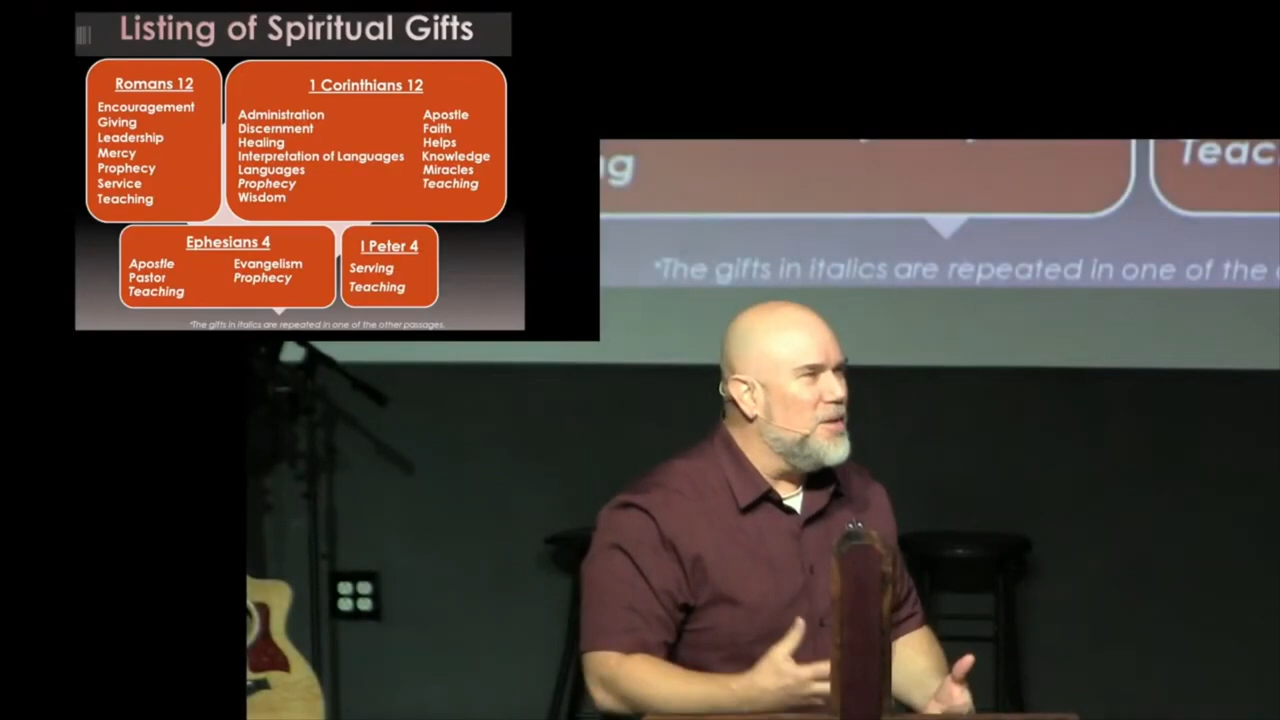 Listing of Spiritual Gifts
Romans 12
Encouragement
Giving
Leadership
Mercy
Prophecy
Service
Teaching
1 Corinthians 12
Administration
Discernment
Healing
Interpretation of Languages
Languages
Prophecy
Wisdom
Apostle
Faith
Helps
Knowledge
Miracles
Teaching
Ephesians 4
Apostle
Pastor
Teaching
Evangelism
Prophecy
I Peter 4
Serving
Teaching
*The gifts in italics are repeated in one of the other passages.
ng
Teac
*The gifts in italics are repeated in one of the